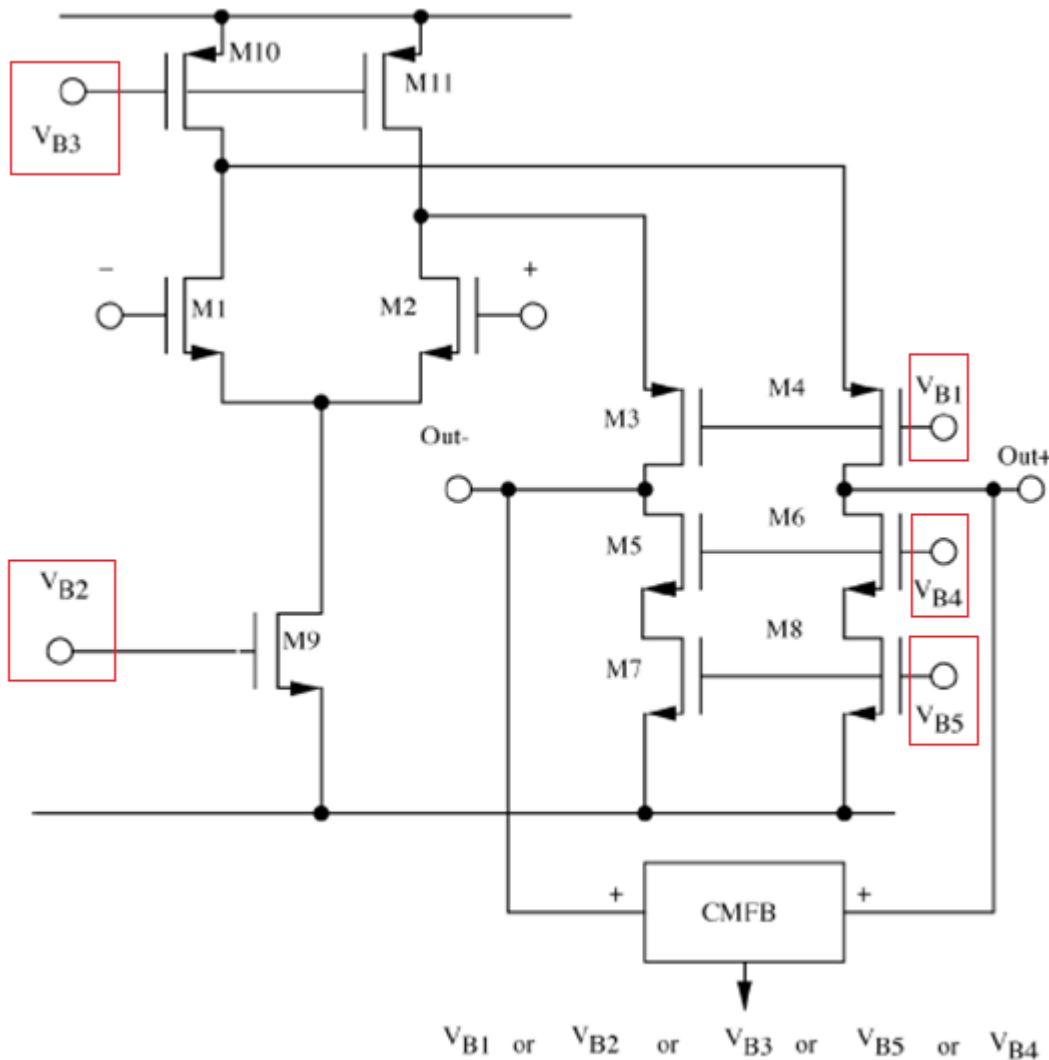 M10
M11
VB3
−
M1
M2
+
M4
VB1
M3
Out-
Out+
M6
M5
VB4
VB2
M9
M8
M7
VB5
+
CMFB
+
VB1 or VB2 or VB3 or VB5 or VB4